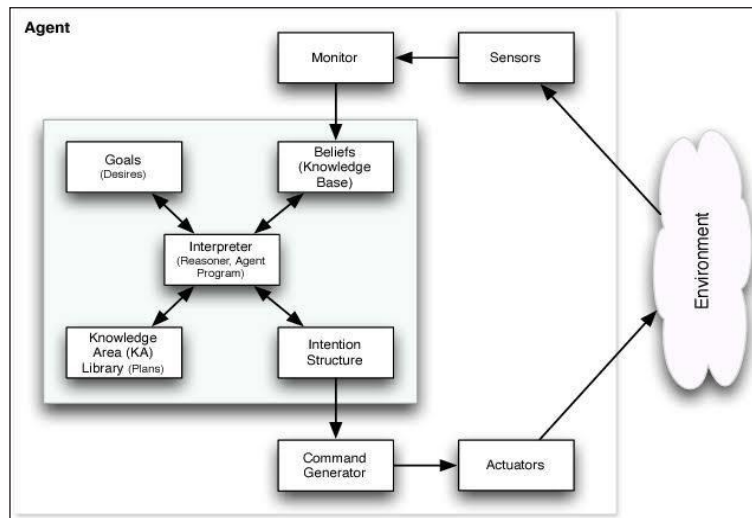 Agent
Monitor
Sensors
Goals
(Desires)
Beliefs
(Knowledge
Base)
Interpreter
(Reasoner, Agent
Program)
Knowledge
Area (KA)
Library (Plans)
Intention
Structure
Command
Generator
Actuators
Environment